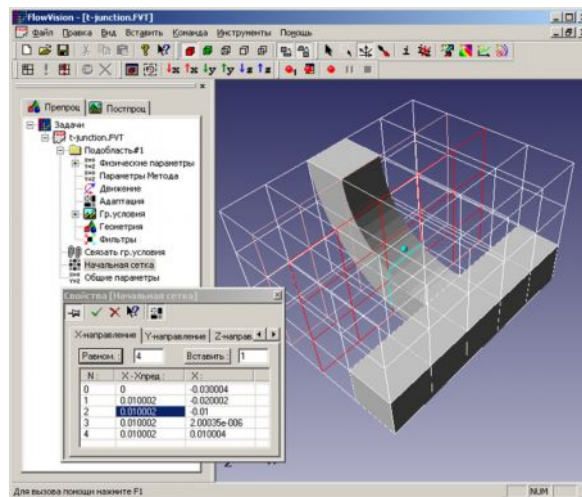 FlowVision - [t-junction.FVT]
Файл Правка Вид Вставить Команда Инструменты Помощь
Препроц Постпроц
Задачи
t-junction.FVT
Подобласть#1
Физические параметры
Параметры Метода
Движение
Адаптация
Гр.условия
Геометрия
Фильтры
Связать гр.условия
Начальная сетка
Общие параметры
Свойства [Начальная сетка]
X-направление Y-направление Z-направ
Равном. : 4 Вставить : 1
N : X - Xпред : X :
0 0 -0.030004
1 0.010002 -0.020002
2 0.010002 -0.01
3 0.010002 2.00035e-006
4 0.010002 0.010004
Для вызова помощи нажмите F1 NUM